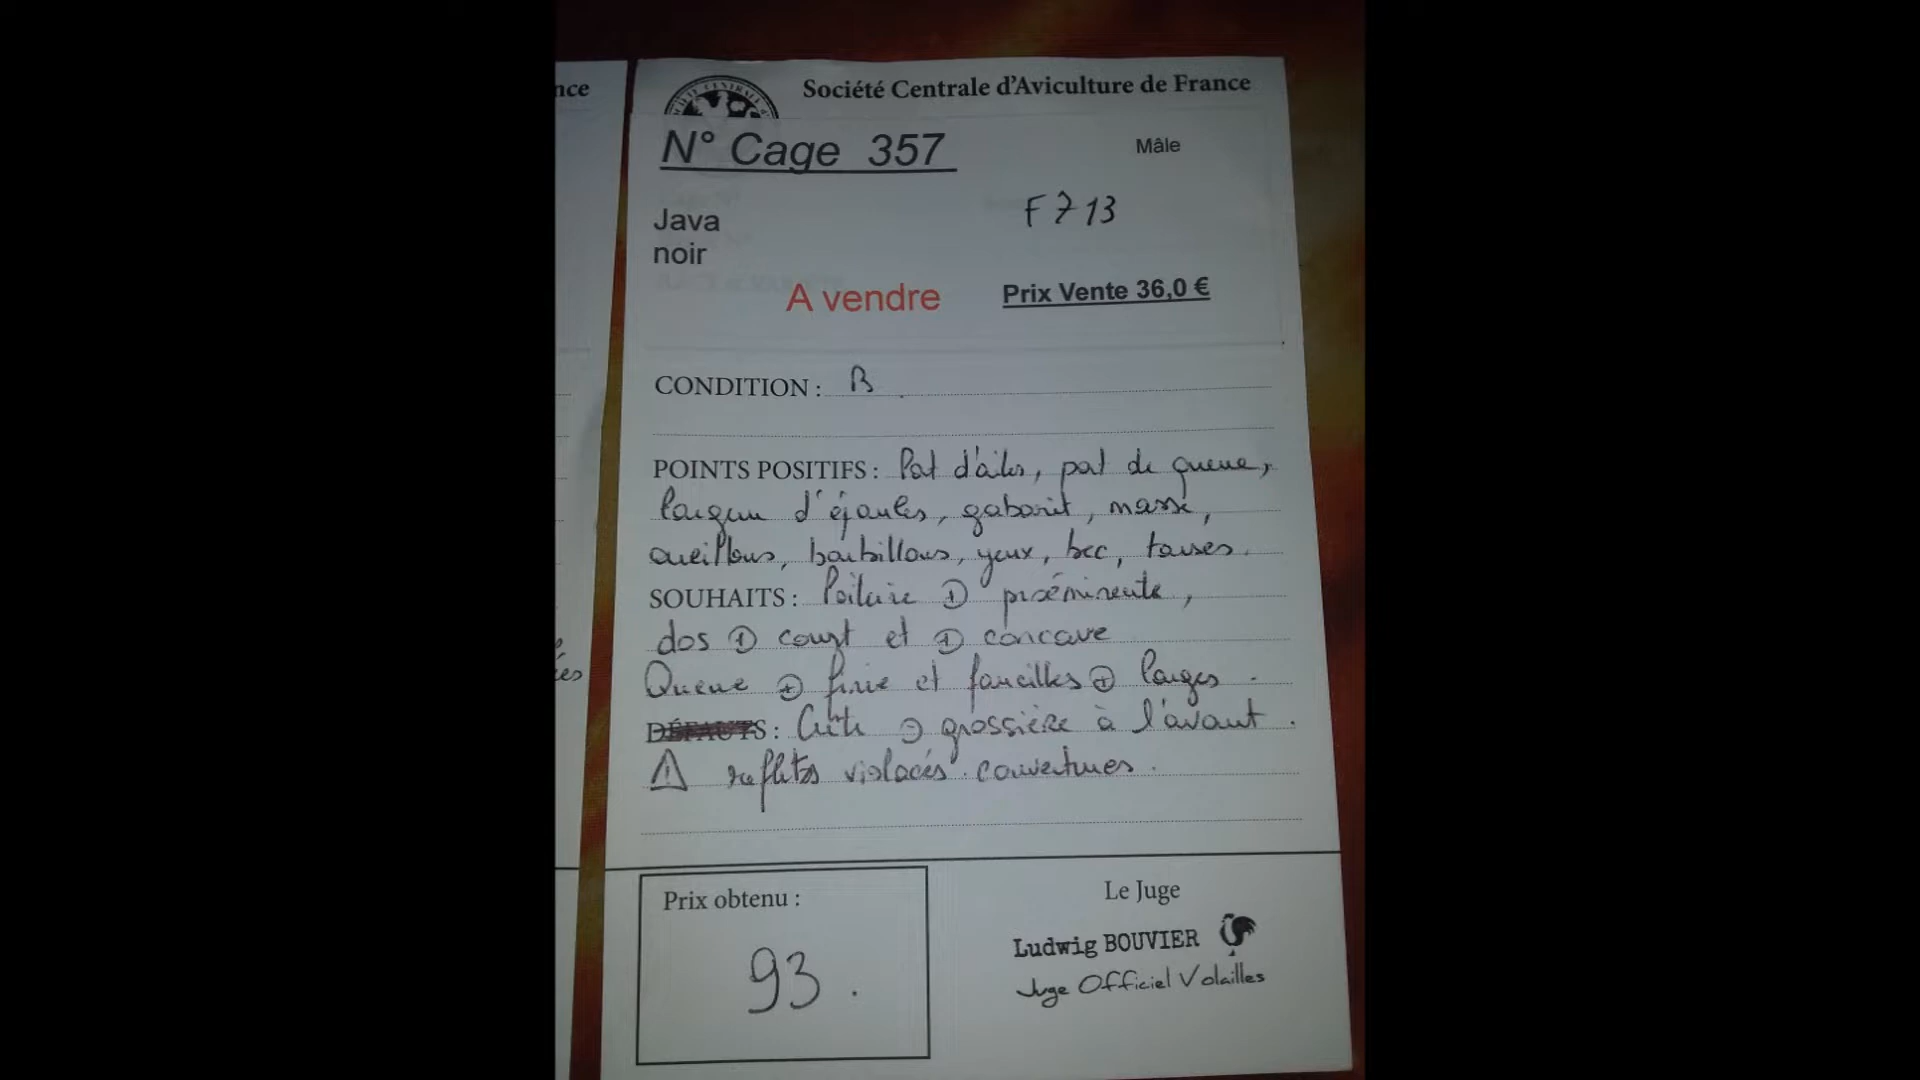 nce
Société Centrale d'Aviculture de France
N° Cage 357
Mâle
F713
Java
noir
A vendre
Prix Vente 36,0 €
CONDITION : B
POINTS POSITIFS : Port d'ailes, port de queue,
largeur d'épaules, gabarit, masse,
oreillons, barbillons, yeux, bec, tarses.
SOUHAITS : Poitrine ⊕ proéminente,
dos ⊕ court et ⊕ concave
Queue ⊕ finie et faucilles ⊕ larges.
és
DÉFAUTS : Crête ⊖ grossière à l'avant.
⚠ reflets violacés couvertures.
Prix obtenu :
93.
Le Juge
Ludwig BOUVIER
Juge Officiel Volailles